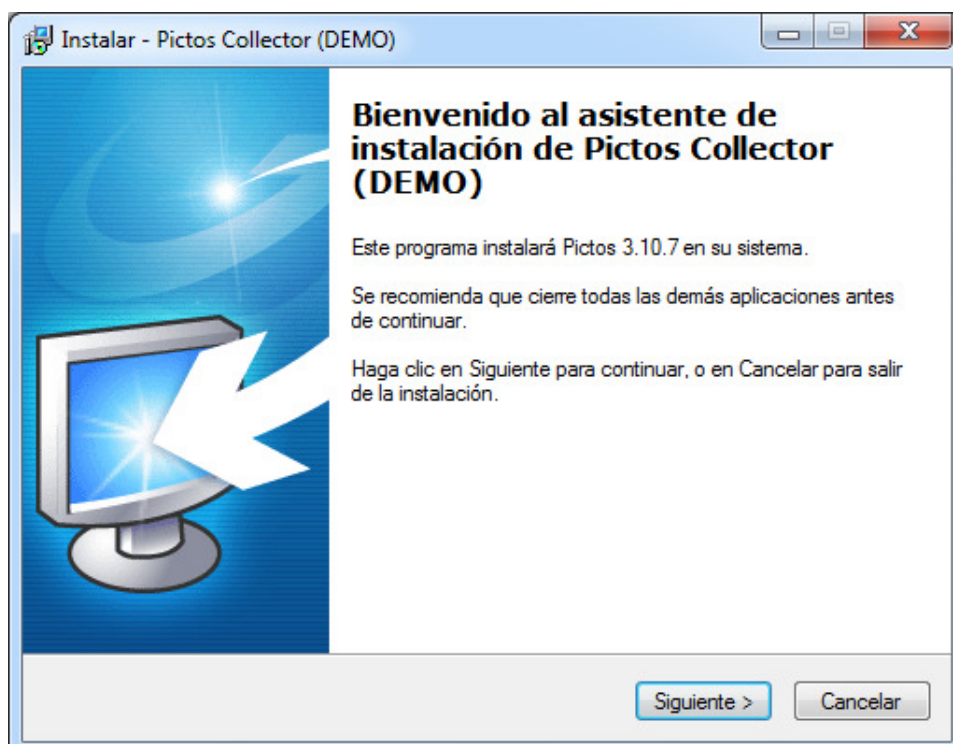 Instalar - Pictos Collector (DEMO)
Bienvenido al asistente de
instalación de Pictos Collector
(DEMO)
Este programa instalará Pictos 3.10.7 en su sistema.
Se recomienda que cierre todas las demás aplicaciones antes
de continuar.
Haga clic en Siguiente para continuar, o en Cancelar para salir
de la instalación.
Siguiente >
Cancelar